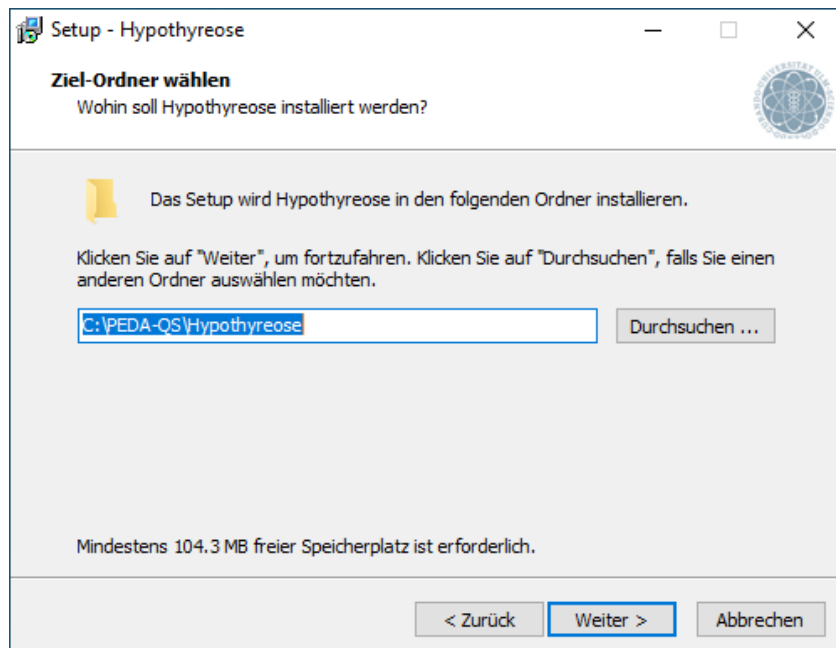 Setup - Hypothyreose
Ziel-Ordner wählen
Wohin soll Hypothyreose installiert werden?
Das Setup wird Hypothyreose in den folgenden Ordner installieren.
Klicken Sie auf "Weiter", um fortzufahren. Klicken Sie auf "Durchsuchen", falls Sie einen
anderen Ordner auswählen möchten.
C:\PEDA-QS\Hypothyreose
Durchsuchen ...
Mindestens 104.3 MB freier Speicherplatz ist erforderlich.
< Zurück
Weiter >
Abbrechen